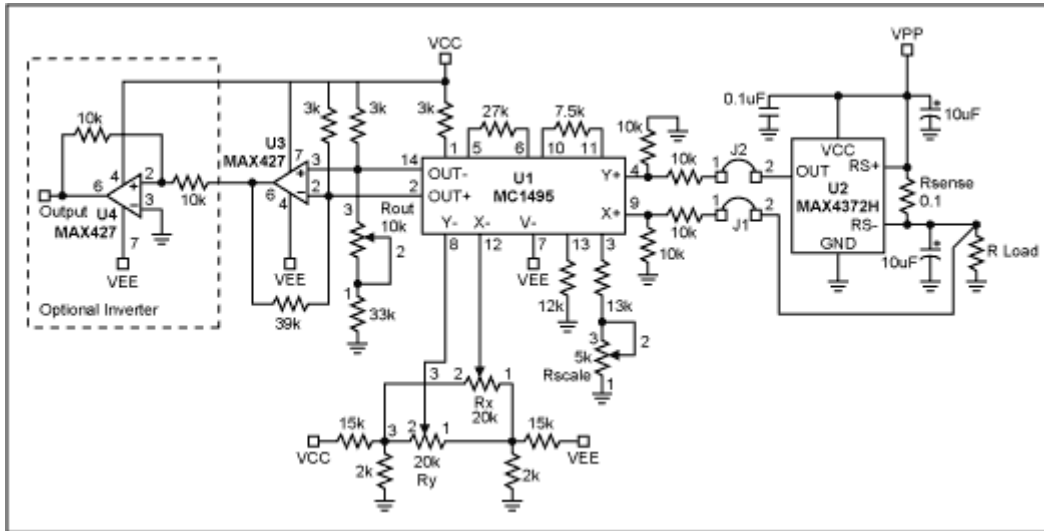 VCC
VPP
3k
3k
3k
27k
7.5k
0.1uF
10uF
10k
10k
U3
MAX427
7
3
2
6
4
14
2
1
5
6
10
11
OUT-
OUT+
U1
MC1495
Y+
X+
4
9
Y-
X-
V-
8
12
7
13
3
10k
10k
10k
J2
1
2
J1
1
2
VCC
OUT
RS+
U2
MAX4372H
RS-
GND
Rsense
0.1
10uF
R Load
10k
4
2
6
3
7
Output
U4
MAX427
VEE
Optional Inverter
VEE
39k
Rout
10k
3
2
1
33k
VEE
12k
13k
3
2
5k
1
Rscale
3
2
1
Rx
20k
15k
3
2
1
15k
VCC
20k
Ry
VEE
2k
2k